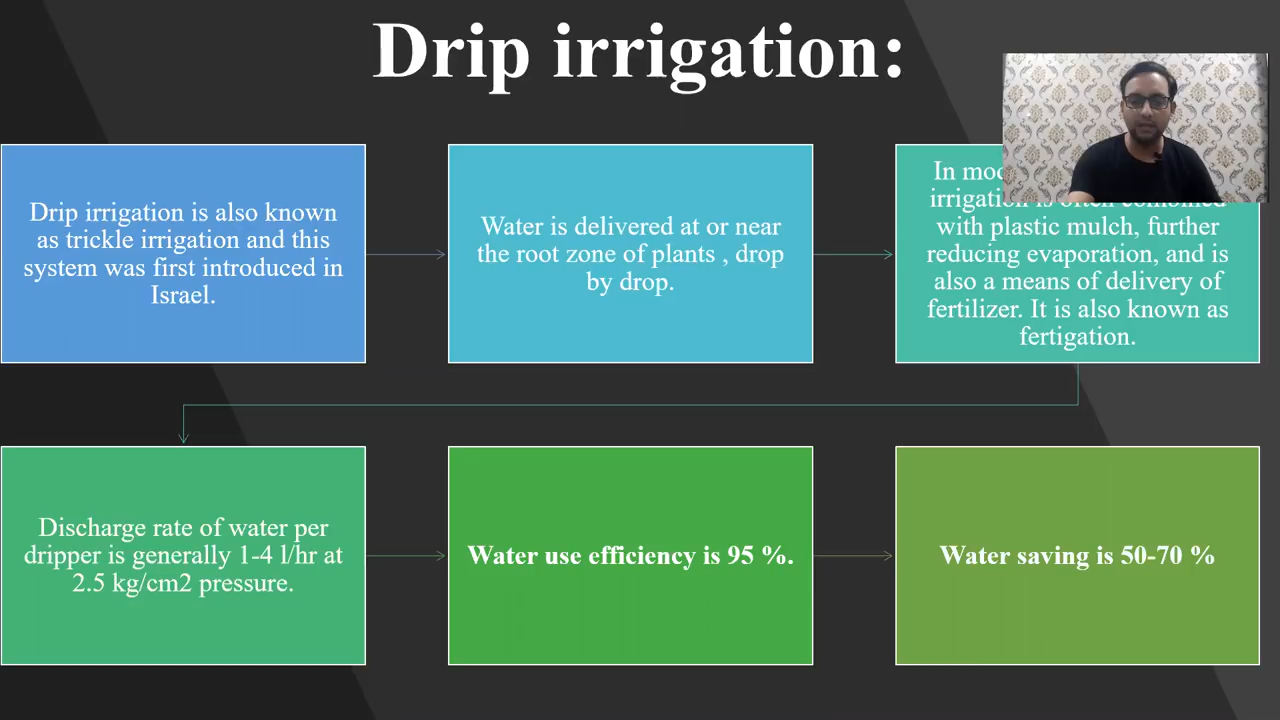 Drip irrigation:
Drip irrigation is also known
as trickle irrigation and this
system was first introduced in
Israel.
Water is delivered at or near
the root zone of plants , drop
by drop.
In
irrigation is often combined
with plastic mulch, further
reducing evaporation, and is
also a means of delivery of
fertilizer. It is also known as
fertigation.
Discharge rate of water per
dripper is generally 1-4 l/hr at
2.5 kg/cm2 pressure.
Water use efficiency is 95 %.
Water saving is 50-70 %